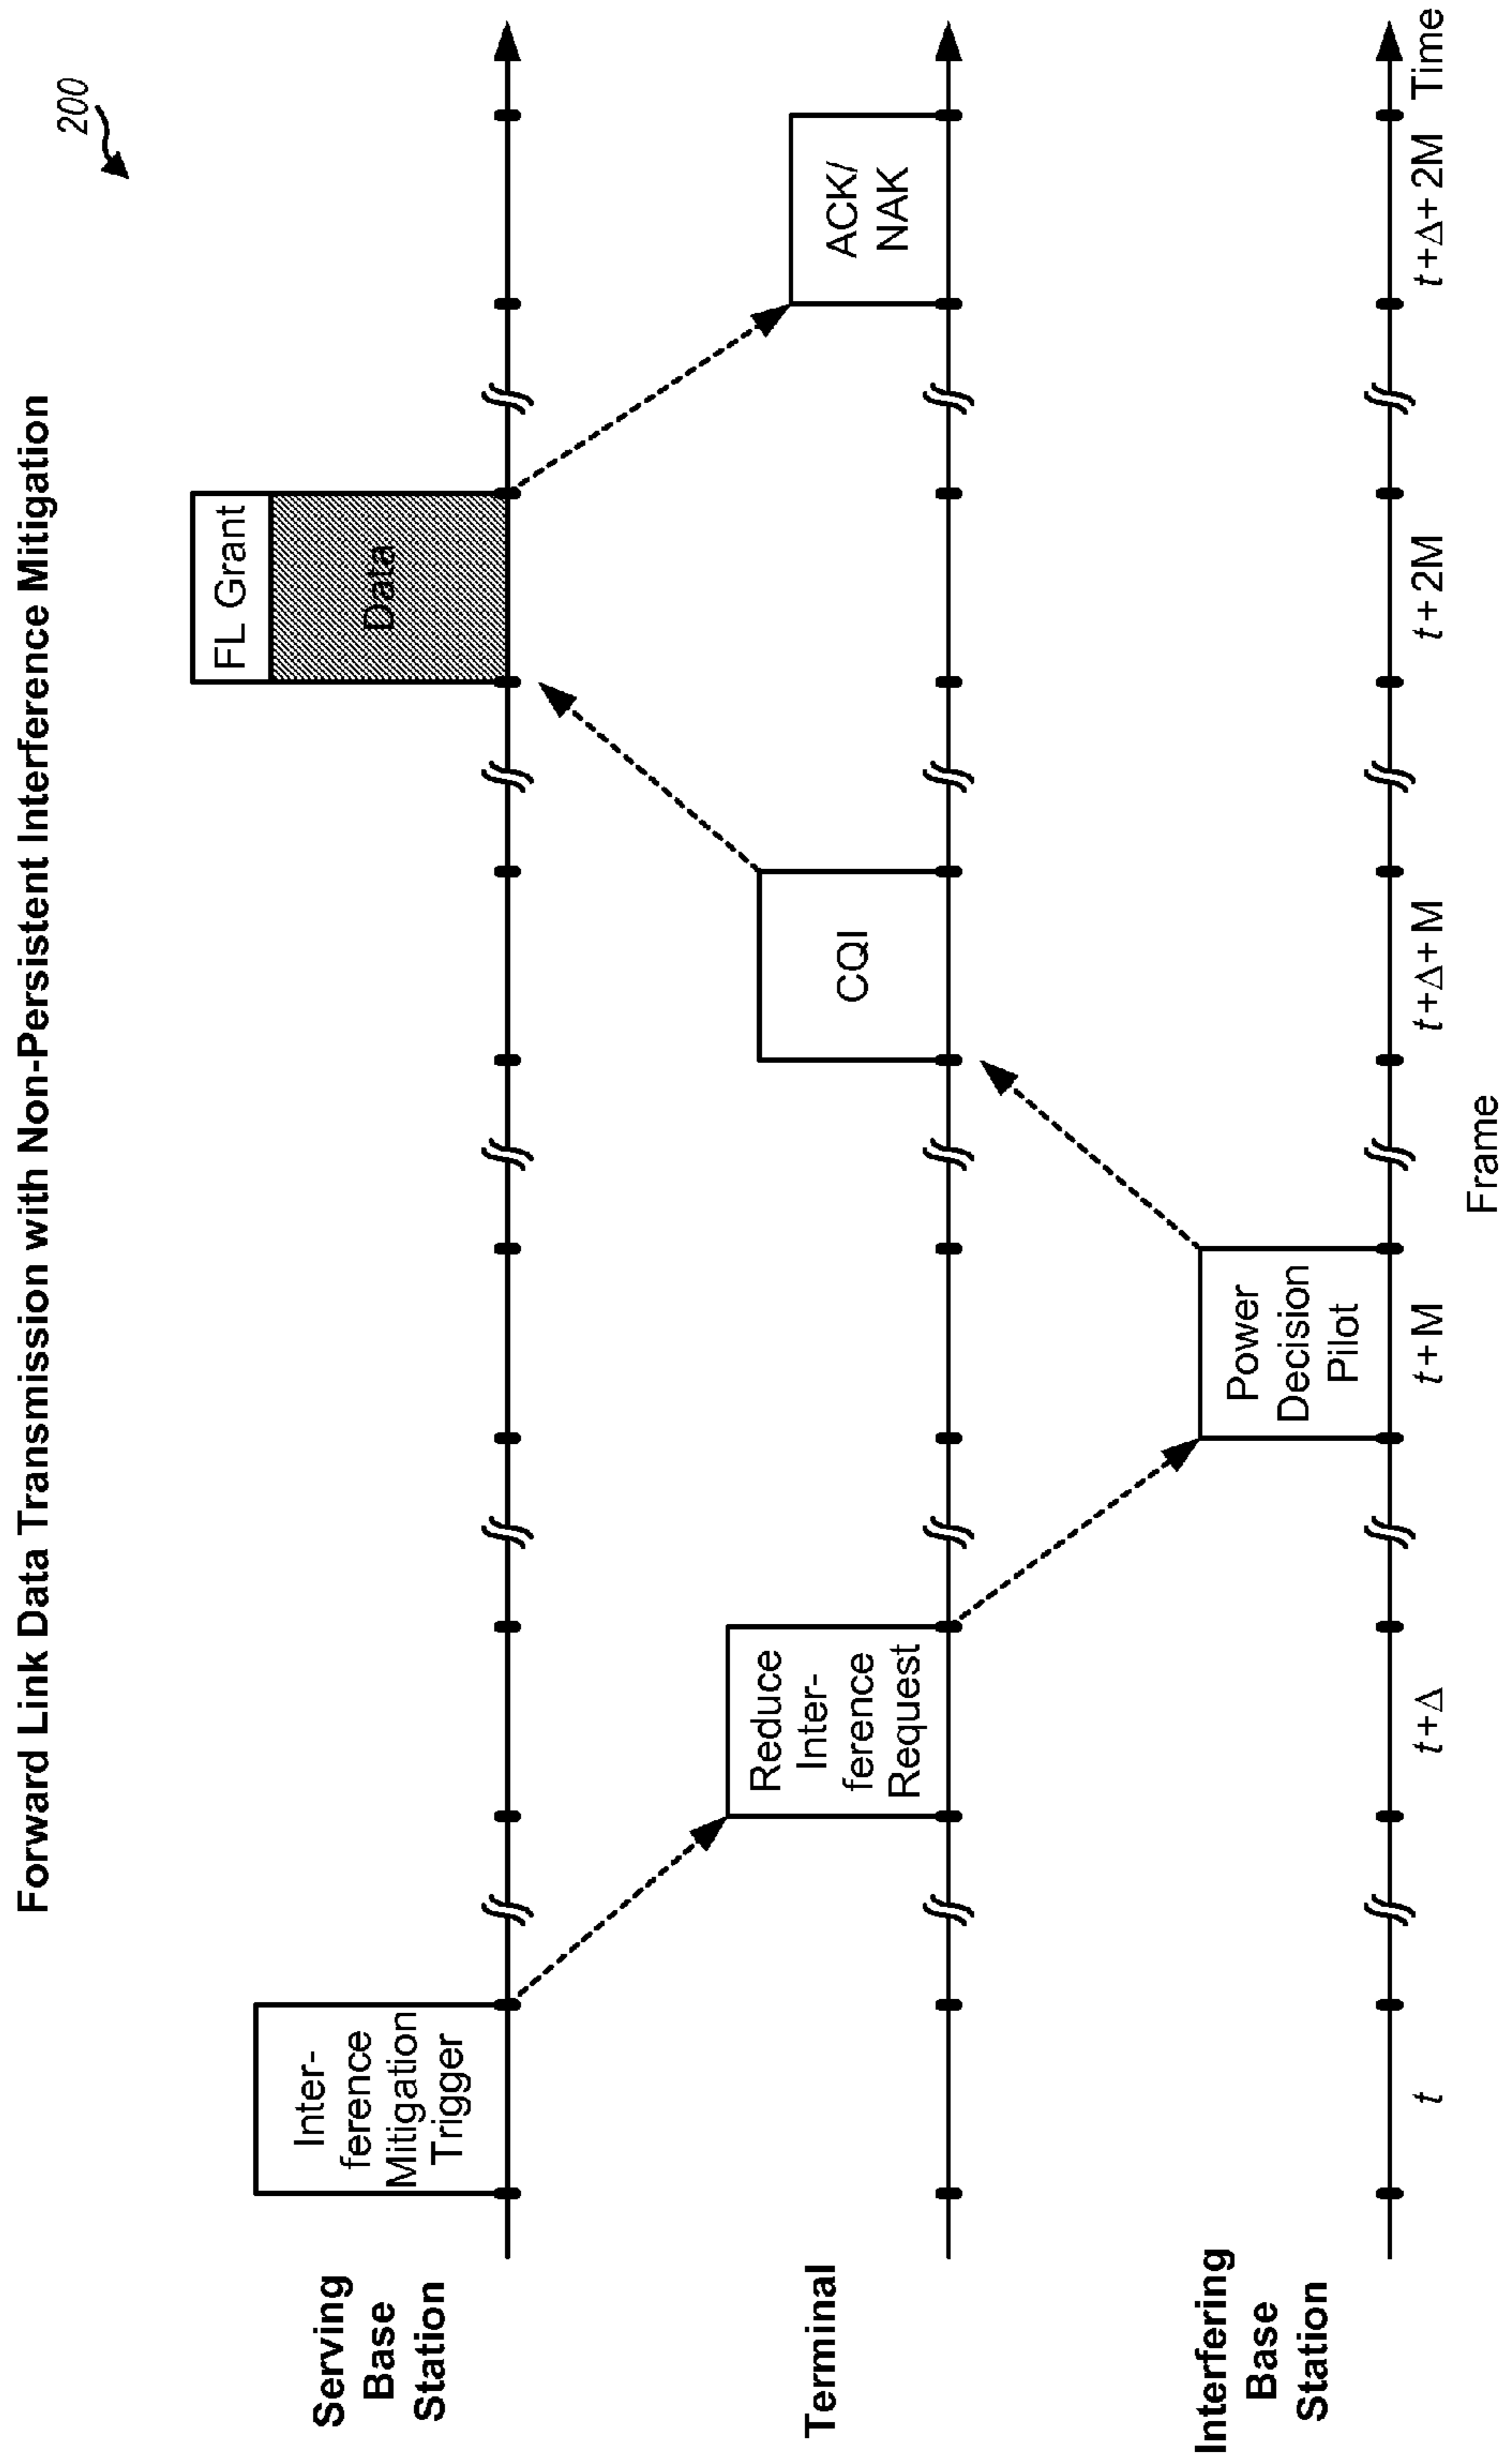 Forward Link Data Transmission with Non-Persistent Interference Mitigation
200
Serving
Base
Station
Inter-
ference
Mitigation
Trigger
FL Grant
Data
Terminal
Reduce
Inter-
ference
Request
CQI
ACK/
NAK
Interfering
Base
Station
Power
Decision
Pilot
t
t+Δ
t+M
t+Δ+M
t+2M
t+Δ+2M
Time
Frame